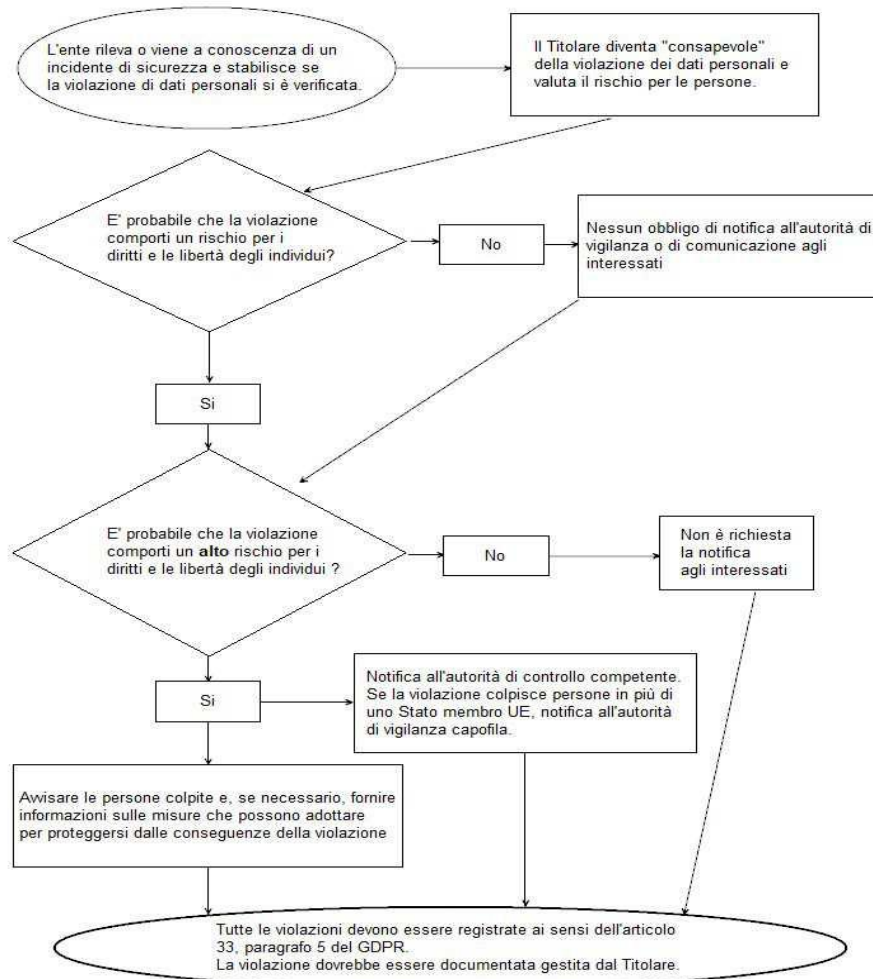 L'ente rileva o viene a conoscenza di un
incidente di sicurezza e stabilisce se
la violazione di dati personali si è verificata.
Il Titolare diventa "consapevole"
della violazione dei dati personali e
valuta il rischio per le persone.
E' probabile che la violazione
comporti un rischio per i
diritti e le libertà degli individui?
No
Nessun obbligo di notifica all'autorità di
vigilanza o di comunicazione agli
interessati
Si
E' probabile che la violazione
comporti un alto rischio per i
diritti e le libertà degli individui ?
No
Non è richiesta
la notifica
agli interessati
Si
Notifica all'autorità di controllo competente.
Se la violazione colpisce persone in più di
uno Stato membro UE, notifica all'autorità
di vigilanza capofila.
Avvisare le persone colpite e, se necessario, fornire
informazioni sulle misure che possono adottare
per proteggersi dalle conseguenze della violazione
Tutte le violazioni devono essere registrate ai sensi dell'articolo
33, paragrafo 5 del GDPR.
La violazione dovrebbe essere documentata gestita dal Titolare.